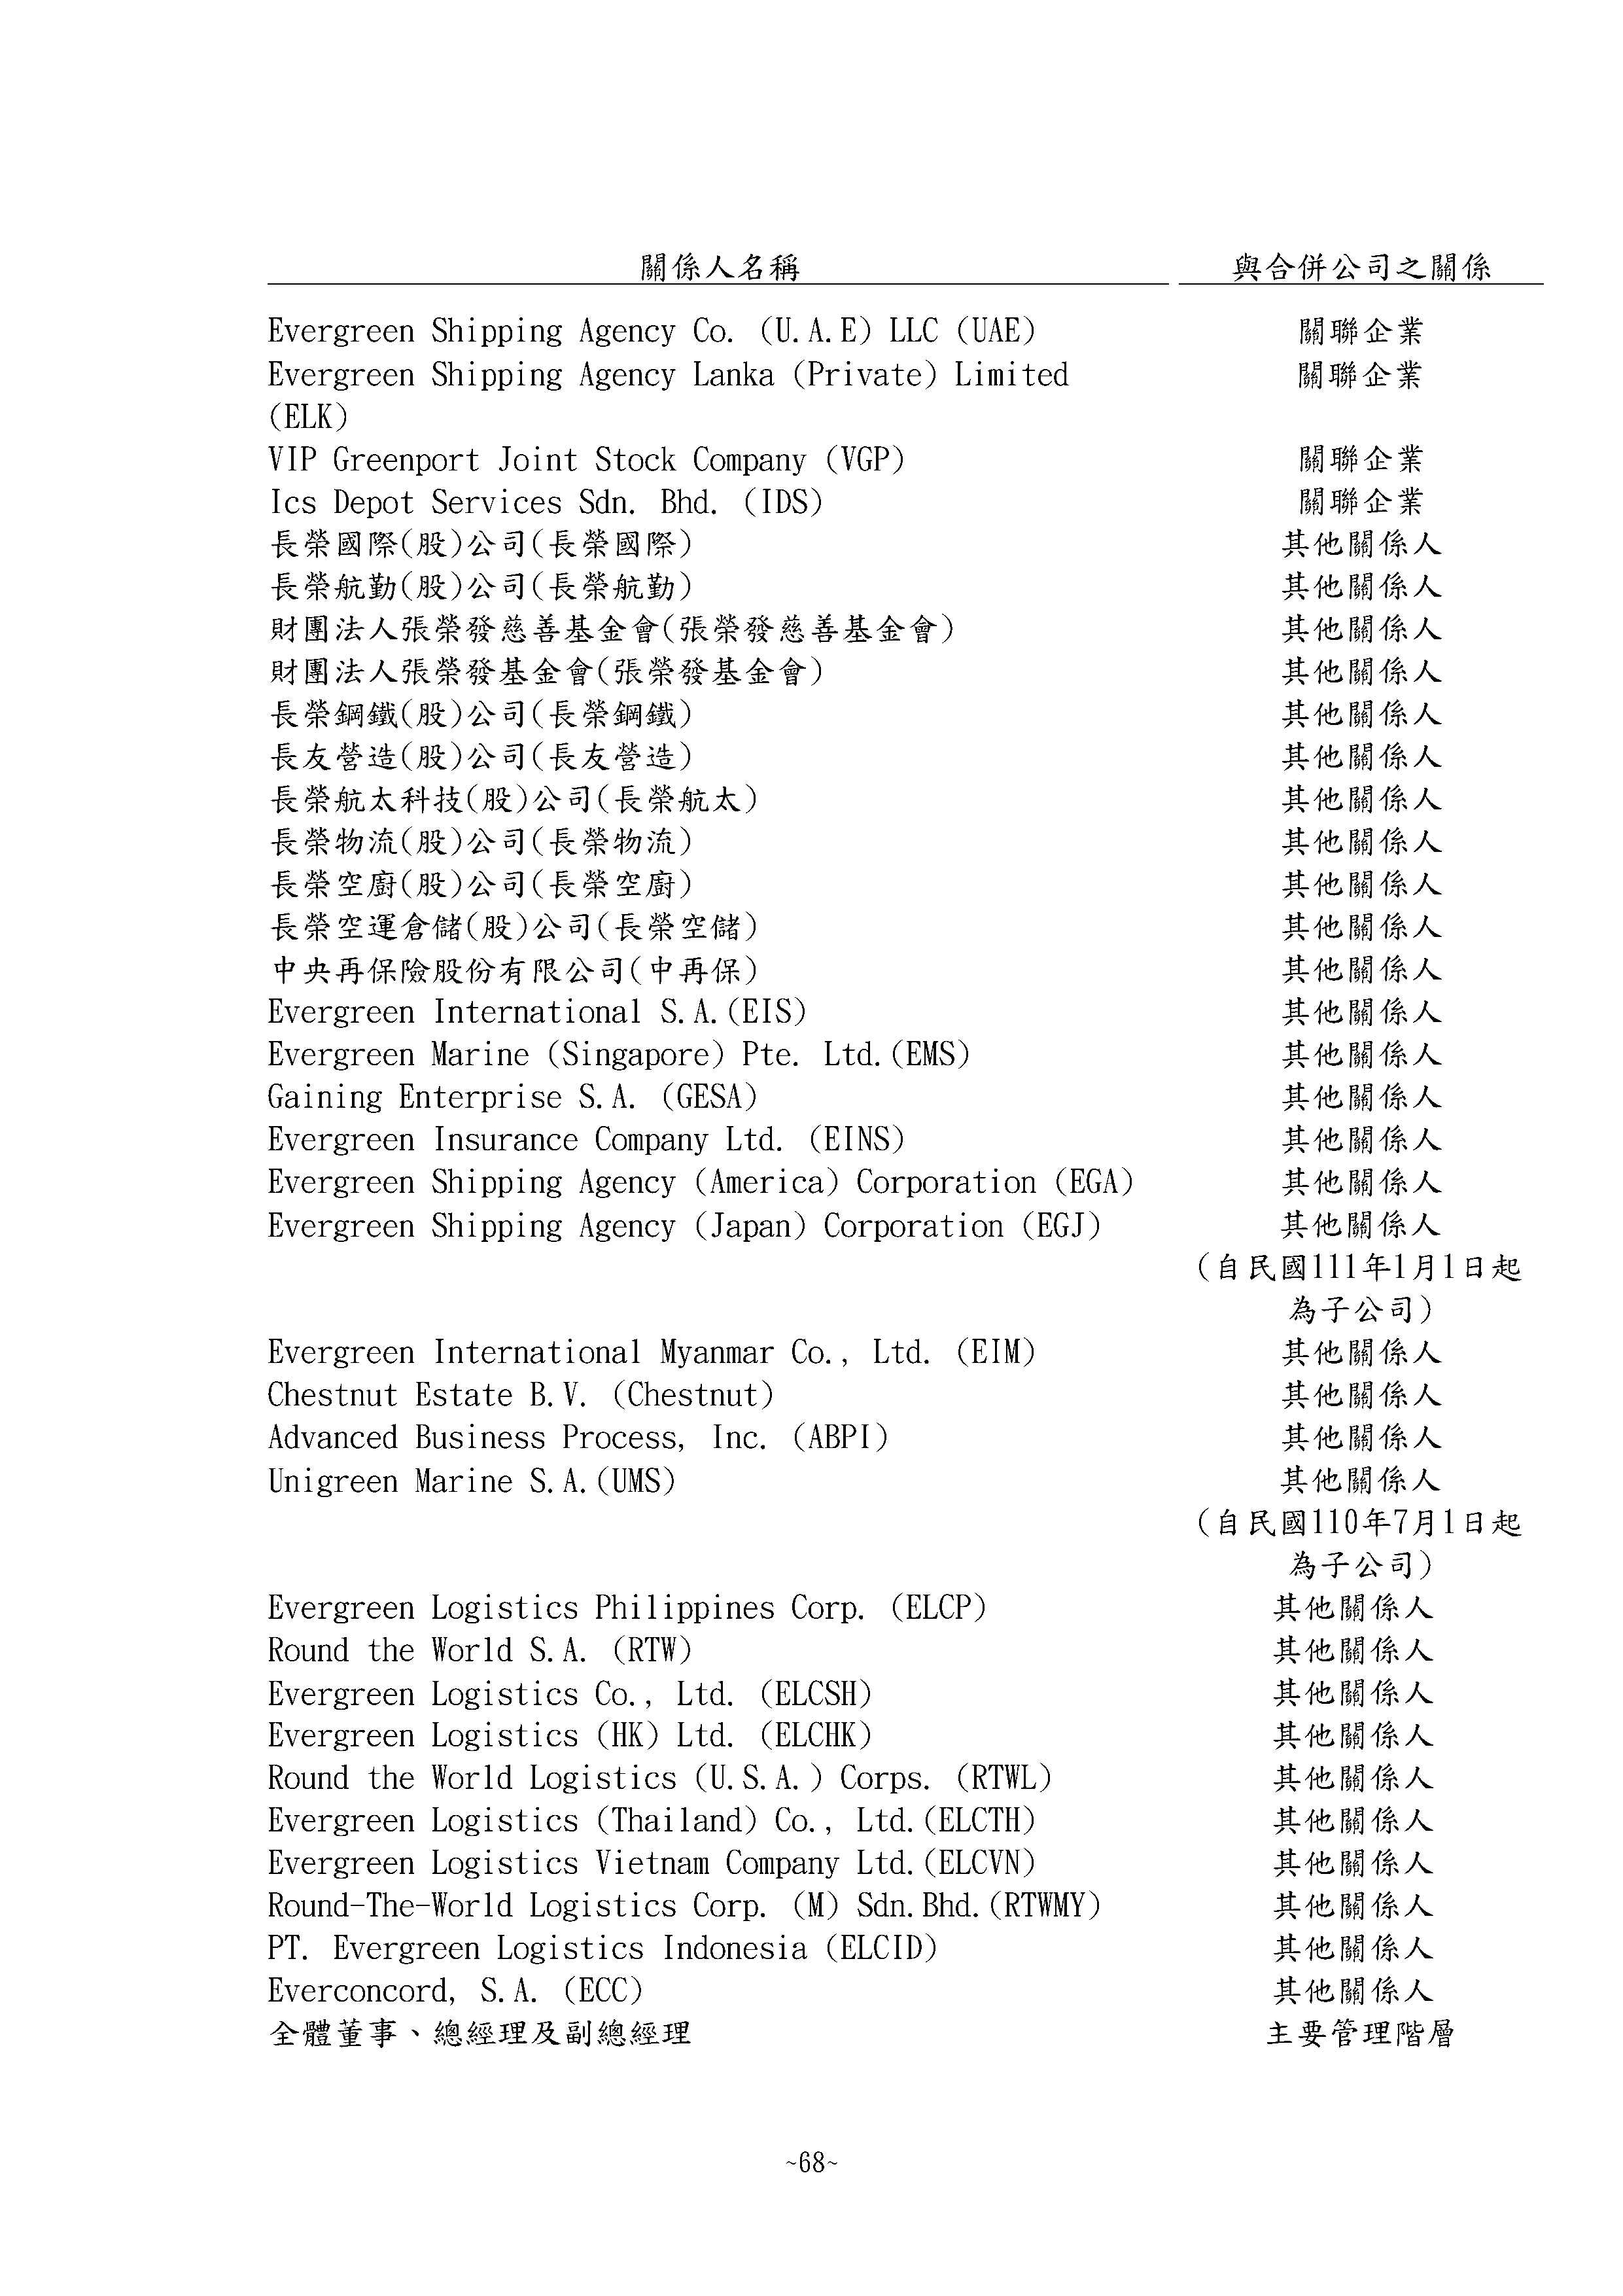 關係人名稱 與合併公司之關係
Evergreen Shipping Agency Co. (U.A.E) LLC (UAE) 關聯企業
Evergreen Shipping Agency Lanka (Private) Limited 關聯企業
(ELK)
VIP Greenport Joint Stock Company (VGP) 關聯企業
Ics Depot Services Sdn. Bhd. (IDS) 關聯企業
長榮國際(股)公司(長榮國際) 其他關係人
長榮航勤(股)公司(長榮航勤) 其他關係人
財團法人張榮發慈善基金會(張榮發慈善基金會) 其他關係人
財團法人張榮發基金會(張榮發基金會) 其他關係人
長榮鋼鐵(股)公司(長榮鋼鐵) 其他關係人
長友營造(股)公司(長友營造) 其他關係人
長榮航太科技(股)公司(長榮航太) 其他關係人
長榮物流(股)公司(長榮物流) 其他關係人
長榮空廚(股)公司(長榮空廚) 其他關係人
長榮空運倉儲(股)公司(長榮空儲) 其他關係人
中央再保險股份有限公司(中再保) 其他關係人
Evergreen International S.A.(EIS) 其他關係人
Evergreen Marine (Singapore) Pte. Ltd.(EMS) 其他關係人
Gaining Enterprise S.A. (GESA) 其他關係人
Evergreen Insurance Company Ltd. (EINS) 其他關係人
Evergreen Shipping Agency (America) Corporation (EGA) 其他關係人
Evergreen Shipping Agency (Japan) Corporation (EGJ) 其他關係人
(自民國111年1月1日起
為子公司)
Evergreen International Myanmar Co., Ltd. (EIM) 其他關係人
Chestnut Estate B.V. (Chestnut) 其他關係人
Advanced Business Process, Inc. (ABPI) 其他關係人
Unigreen Marine S.A.(UMS) 其他關係人
(自民國110年7月1日起
為子公司)
Evergreen Logistics Philippines Corp. (ELCP) 其他關係人
Round the World S.A. (RTW) 其他關係人
Evergreen Logistics Co., Ltd. (ELCSH) 其他關係人
Evergreen Logistics (HK) Ltd. (ELCHK) 其他關係人
Round the World Logistics (U.S.A.) Corps. (RTWL) 其他關係人
Evergreen Logistics (Thailand) Co., Ltd.(ELCTH) 其他關係人
Evergreen Logistics Vietnam Company Ltd.(ELCVN) 其他關係人
Round-The-World Logistics Corp. (M) Sdn.Bhd.(RTWMY) 其他關係人
PT. Evergreen Logistics Indonesia (ELCID) 其他關係人
Everconcord, S.A. (ECC) 其他關係人
全體董事、總經理及副總經理 主要管理階層
~68~